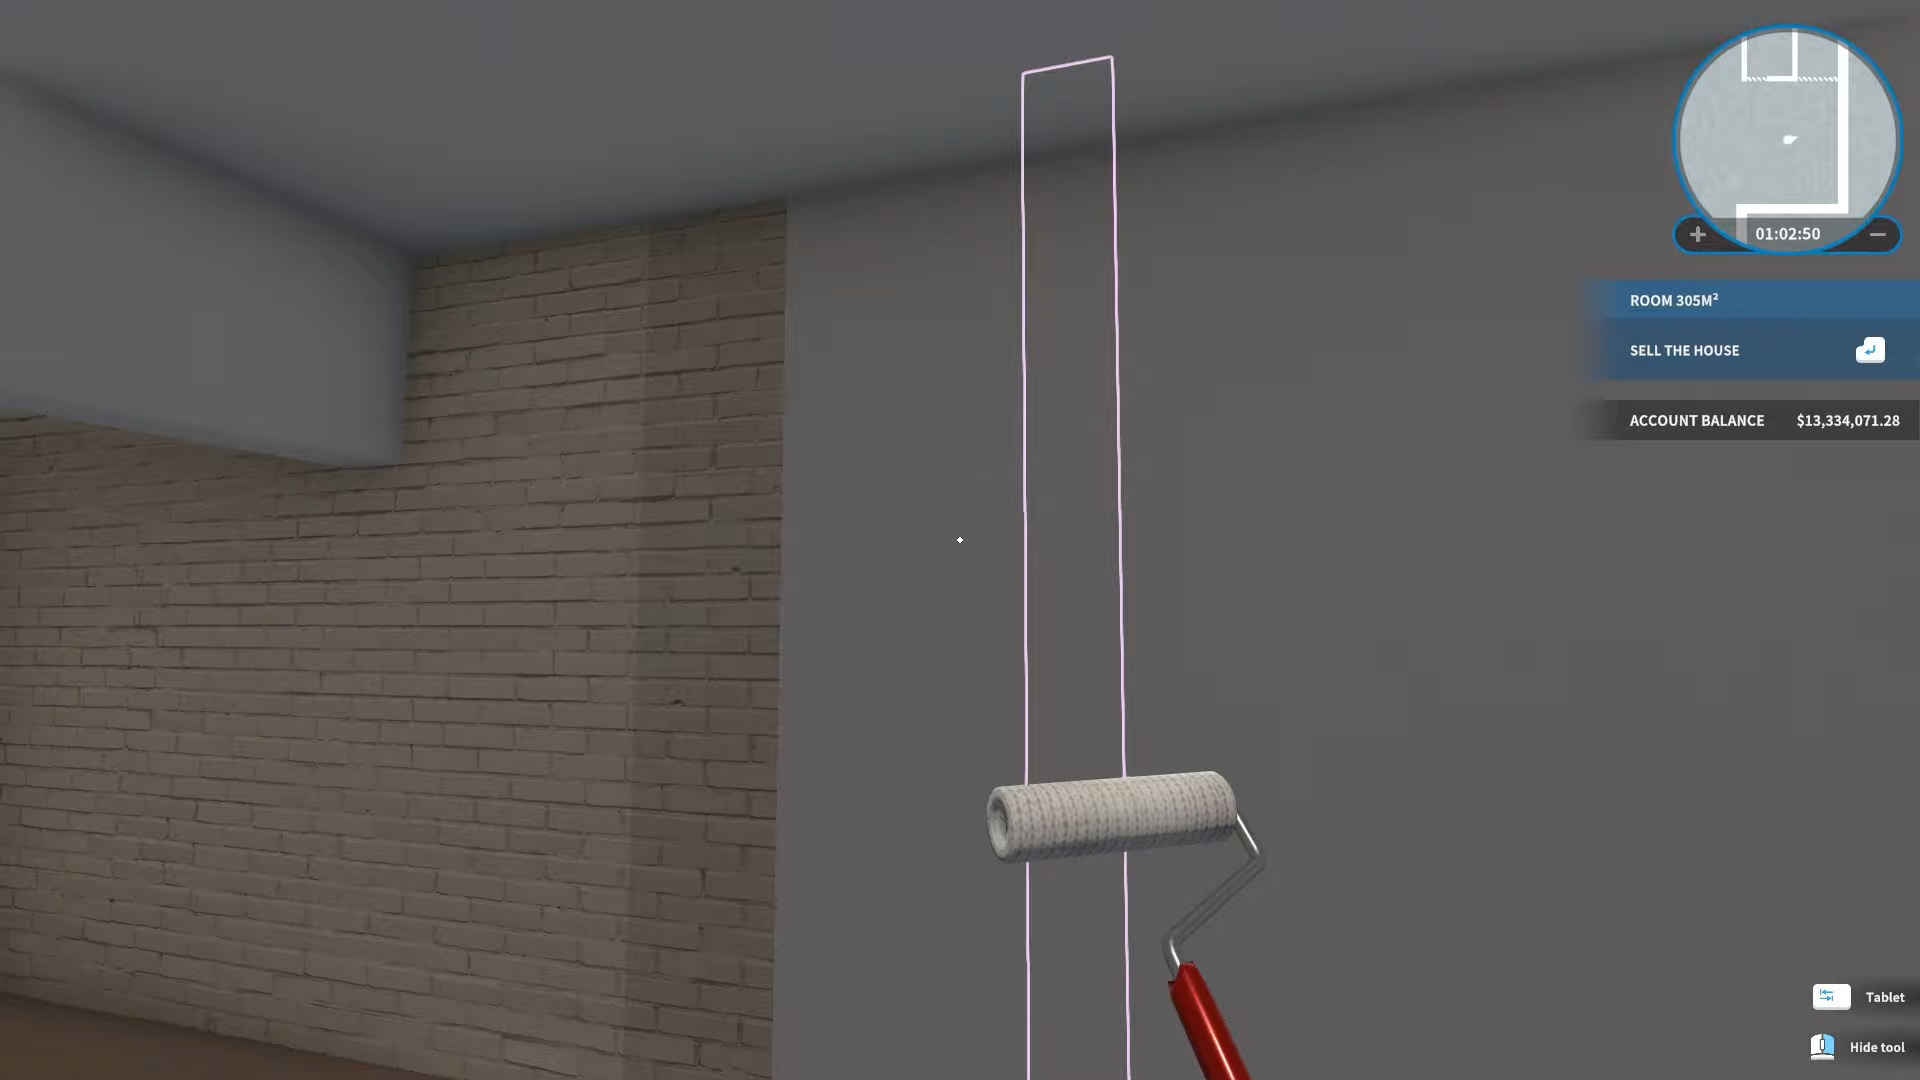 01:02:50
ROOM 305M²
SELL THE HOUSE
ACCOUNT BALANCE $13,334,071.28
Tablet
Hide tool